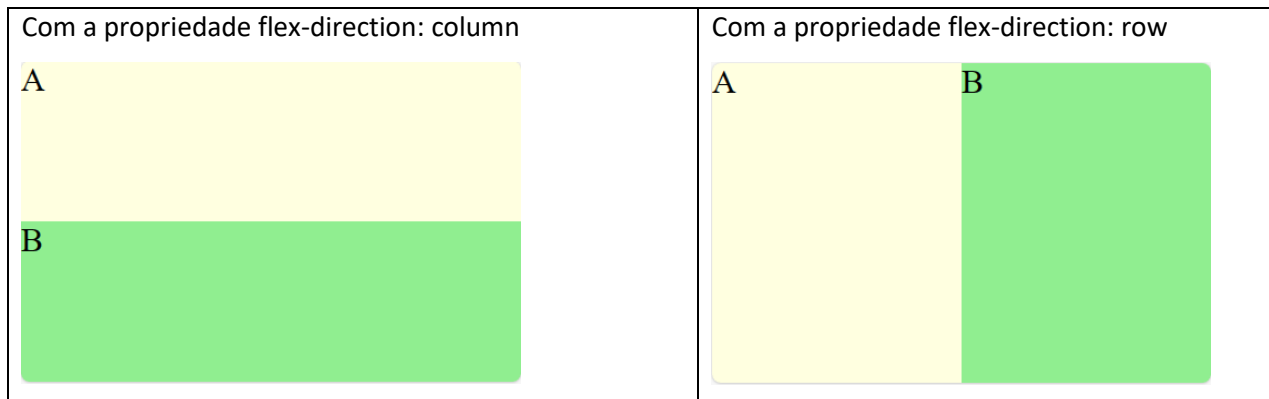 Com a propriedade flex-direction: column
A
B
Com a propriedade flex-direction: row
A
B